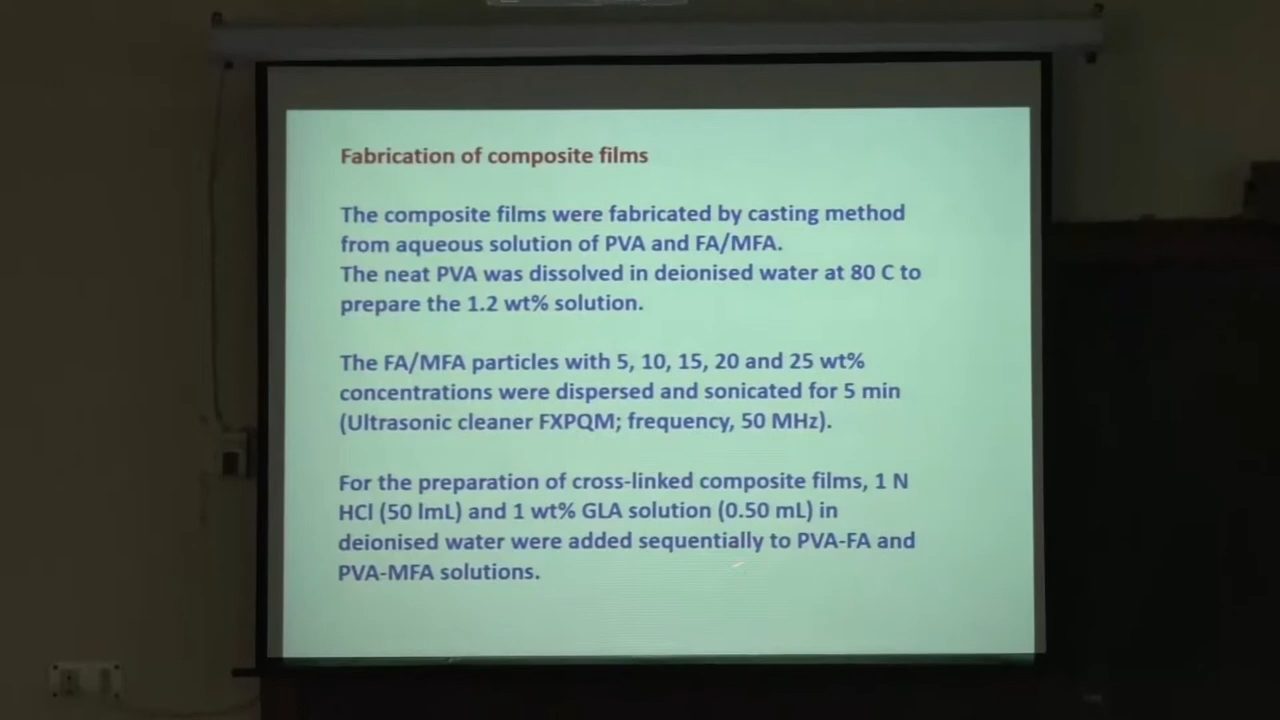 Fabrication of composite films
The composite films were fabricated by casting method
from aqueous solution of PVA and FA/MFA.
The neat PVA was dissolved in deionised water at 80 C to
prepare the 1.2 wt% solution.
The FA/MFA particles with 5, 10, 15, 20 and 25 wt%
concentrations were dispersed and sonicated for 5 min
(Ultrasonic cleaner FXPQM; frequency, 50 MHz).
For the preparation of cross-linked composite films, 1 N
HCl (50 lmL) and 1 wt% GLA solution (0.50 mL) in
deionised water were added sequentially to PVA-FA and
PVA-MFA solutions.